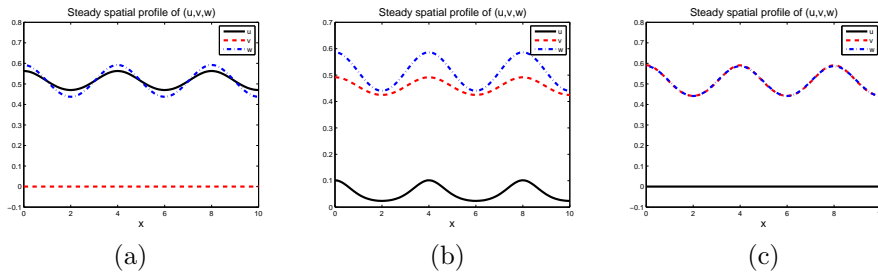 Steady spatial profile of (u,v,w) Steady spatial profile of (u,v,w) Steady spatial profile of (u,v,w)
0.8 0.7 0.8
0.7 u 0.6 u 0.7 u
v v v
w w w
0.6 0.5 0.6
0.5 0.5
0.4 0.4 0.4
0.3 0.3 0.3
0.2 0.2 0.2
0.1 0.1 0.1
0 0
−0.1 0 −0.1
0 2 4 6 8 10 0 2 4 6 8 10 0 2 4 6 8 10
x x x
(a) (b) (c)